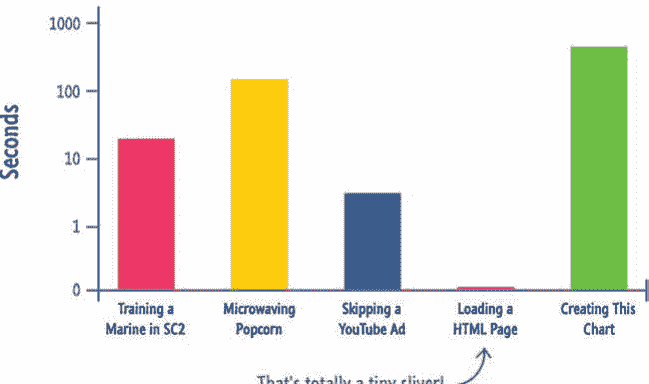 1000
100
10
1
0
Seconds
Training a
Marine in SC2
Microwaving
Popcorn
Skipping a
YouTube Ad
Loading a
HTML Page
Creating This
Chart
That's totally a tiny sliver!